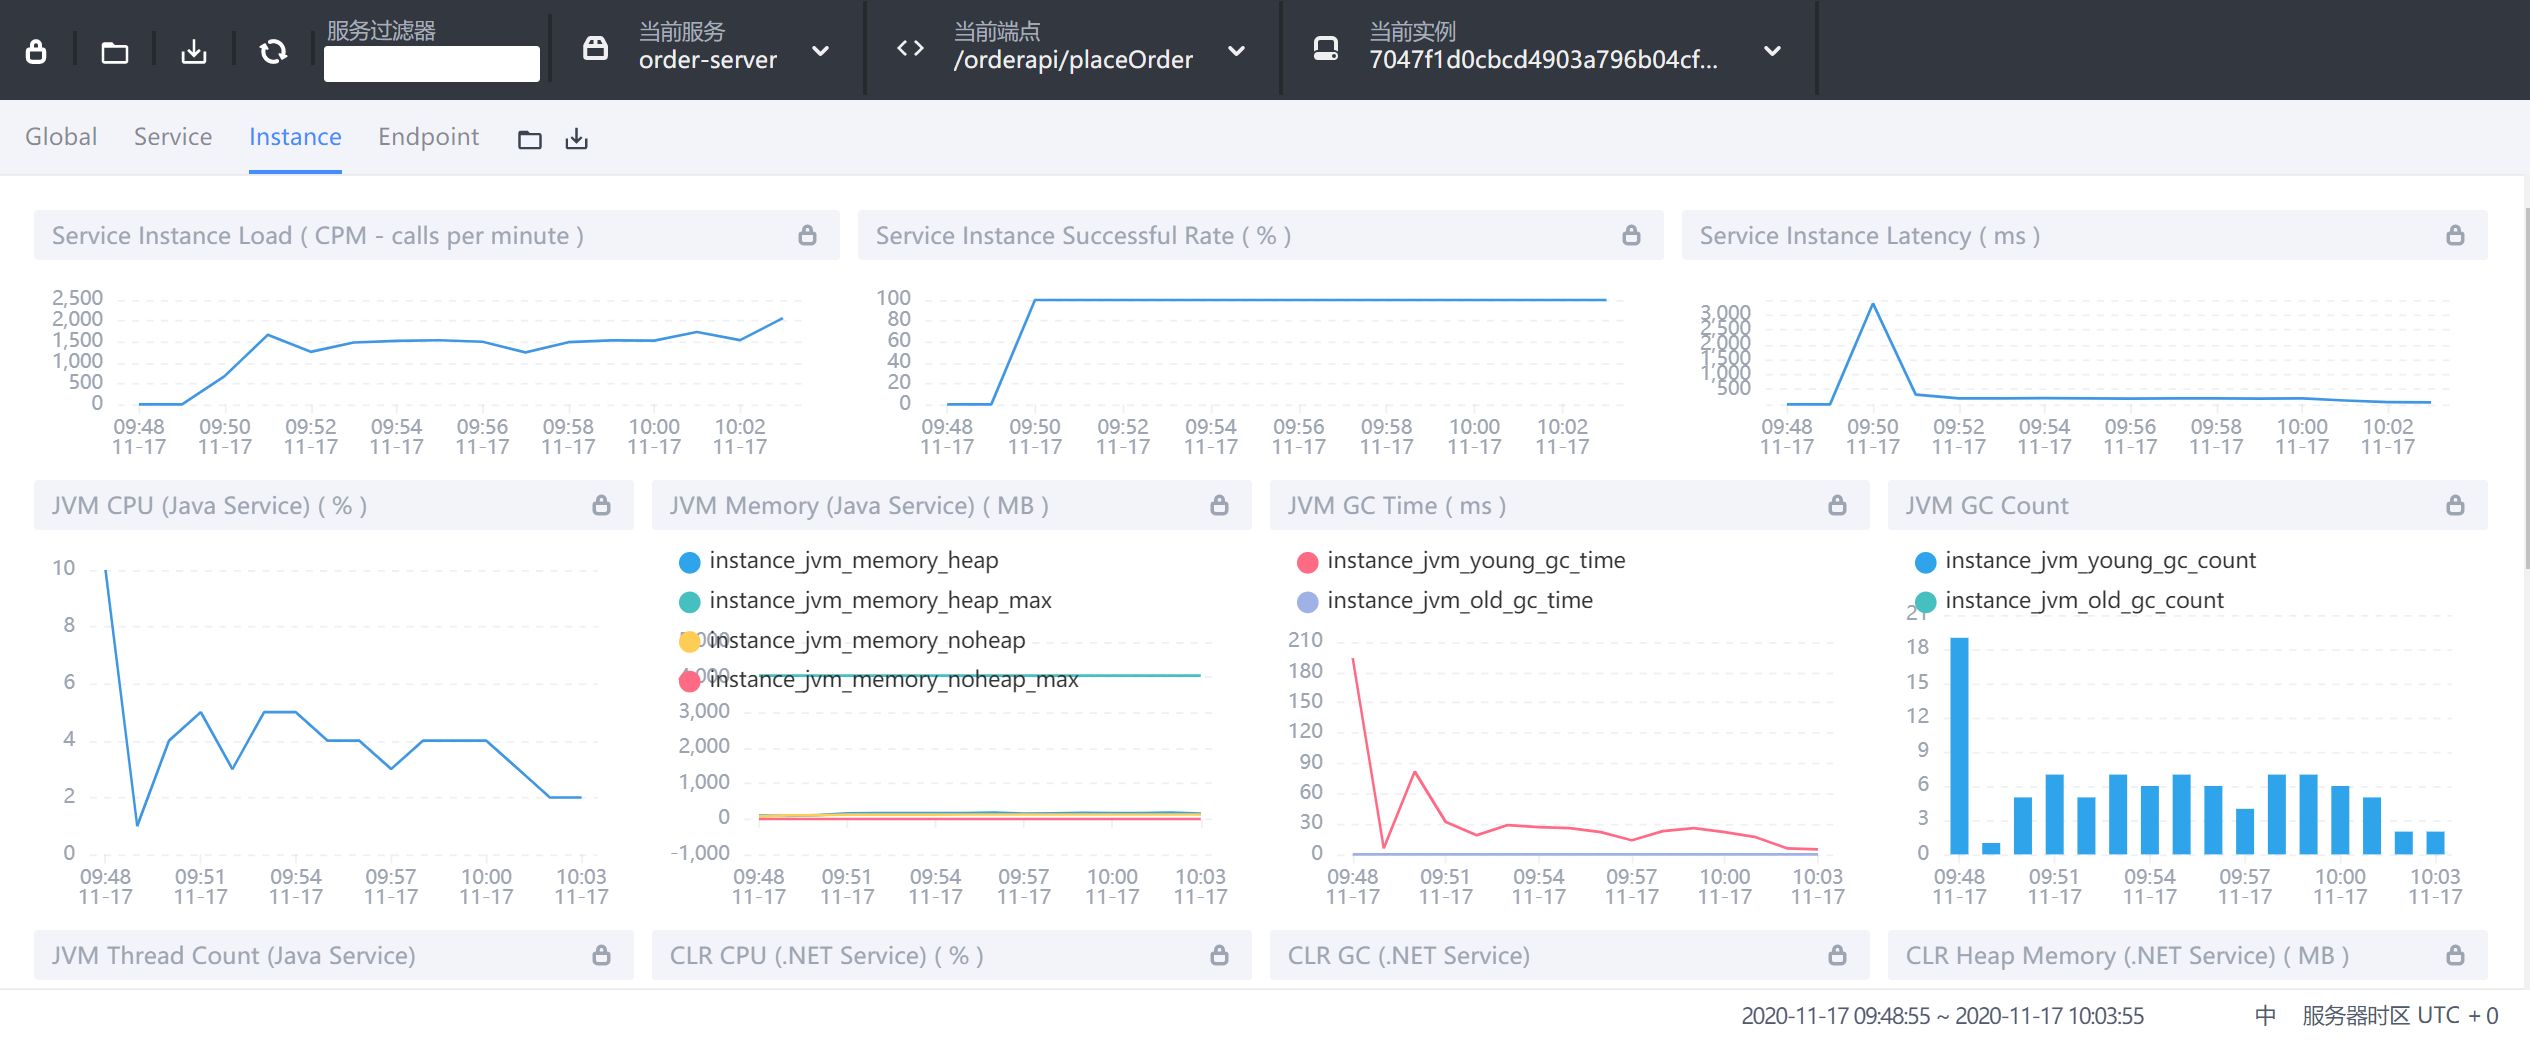 服务过滤器
当前服务
order-server
当前端点
/orderapi/placeOrder
当前实例
7047f1d0cbcd4903a796b04cf...
Global Service Instance Endpoint
Service Instance Load ( CPM - calls per minute )
2,500
2,000
1,500
1,000
500
0
09:48 09:50 09:52 09:54 09:56 09:58 10:00 10:02
11-17 11-17 11-17 11-17 11-17 11-17 11-17 11-17
Service Instance Successful Rate ( % )
100
80
60
40
20
0
09:48 09:50 09:52 09:54 09:56 09:58 10:00 10:02
11-17 11-17 11-17 11-17 11-17 11-17 11-17 11-17
Service Instance Latency ( ms )
3,000
2,500
2,000
1,500
1,000
500
09:48 09:50 09:52 09:54 09:56 09:58 10:00 10:02
11-17 11-17 11-17 11-17 11-17 11-17 11-17 11-17
JVM CPU (Java Service) ( % )
10
8
6
4
2
0
09:48 09:51 09:54 09:57 10:00 10:03
11-17 11-17 11-17 11-17 11-17 11-17
JVM Memory (Java Service) ( MB )
instance_jvm_memory_heap
instance_jvm_memory_heap_max
instance_jvm_memory_noheap
instance_jvm_memory_noheap_max
3,000
2,000
1,000
0
-1,000
09:48 09:51 09:54 09:57 10:00 10:03
11-17 11-17 11-17 11-17 11-17 11-17
JVM GC Time ( ms )
instance_jvm_young_gc_time
instance_jvm_old_gc_time
210
180
150
120
90
60
30
0
09:48 09:51 09:54 09:57 10:00 10:03
11-17 11-17 11-17 11-17 11-17 11-17
JVM GC Count
instance_jvm_young_gc_count
instance_jvm_old_gc_count
21
18
15
12
9
6
3
0
09:48 09:51 09:54 09:57 10:00 10:03
11-17 11-17 11-17 11-17 11-17 11-17
JVM Thread Count (Java Service)
CLR CPU (.NET Service) ( % )
CLR GC (.NET Service)
CLR Heap Memory (.NET Service) ( MB )
2020-11-17 09:48:55 ~ 2020-11-17 10:03:55
中
服务器时区 UTC + 0